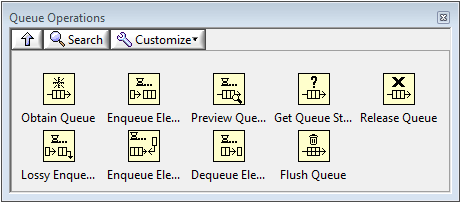 Queue Operations
Search Customize
Obtain Queue Enqueue Ele... Preview Que... Get Queue St... Release Queue
Lossy Enque... Enqueue Ele... Dequeue Ele... Flush Queue